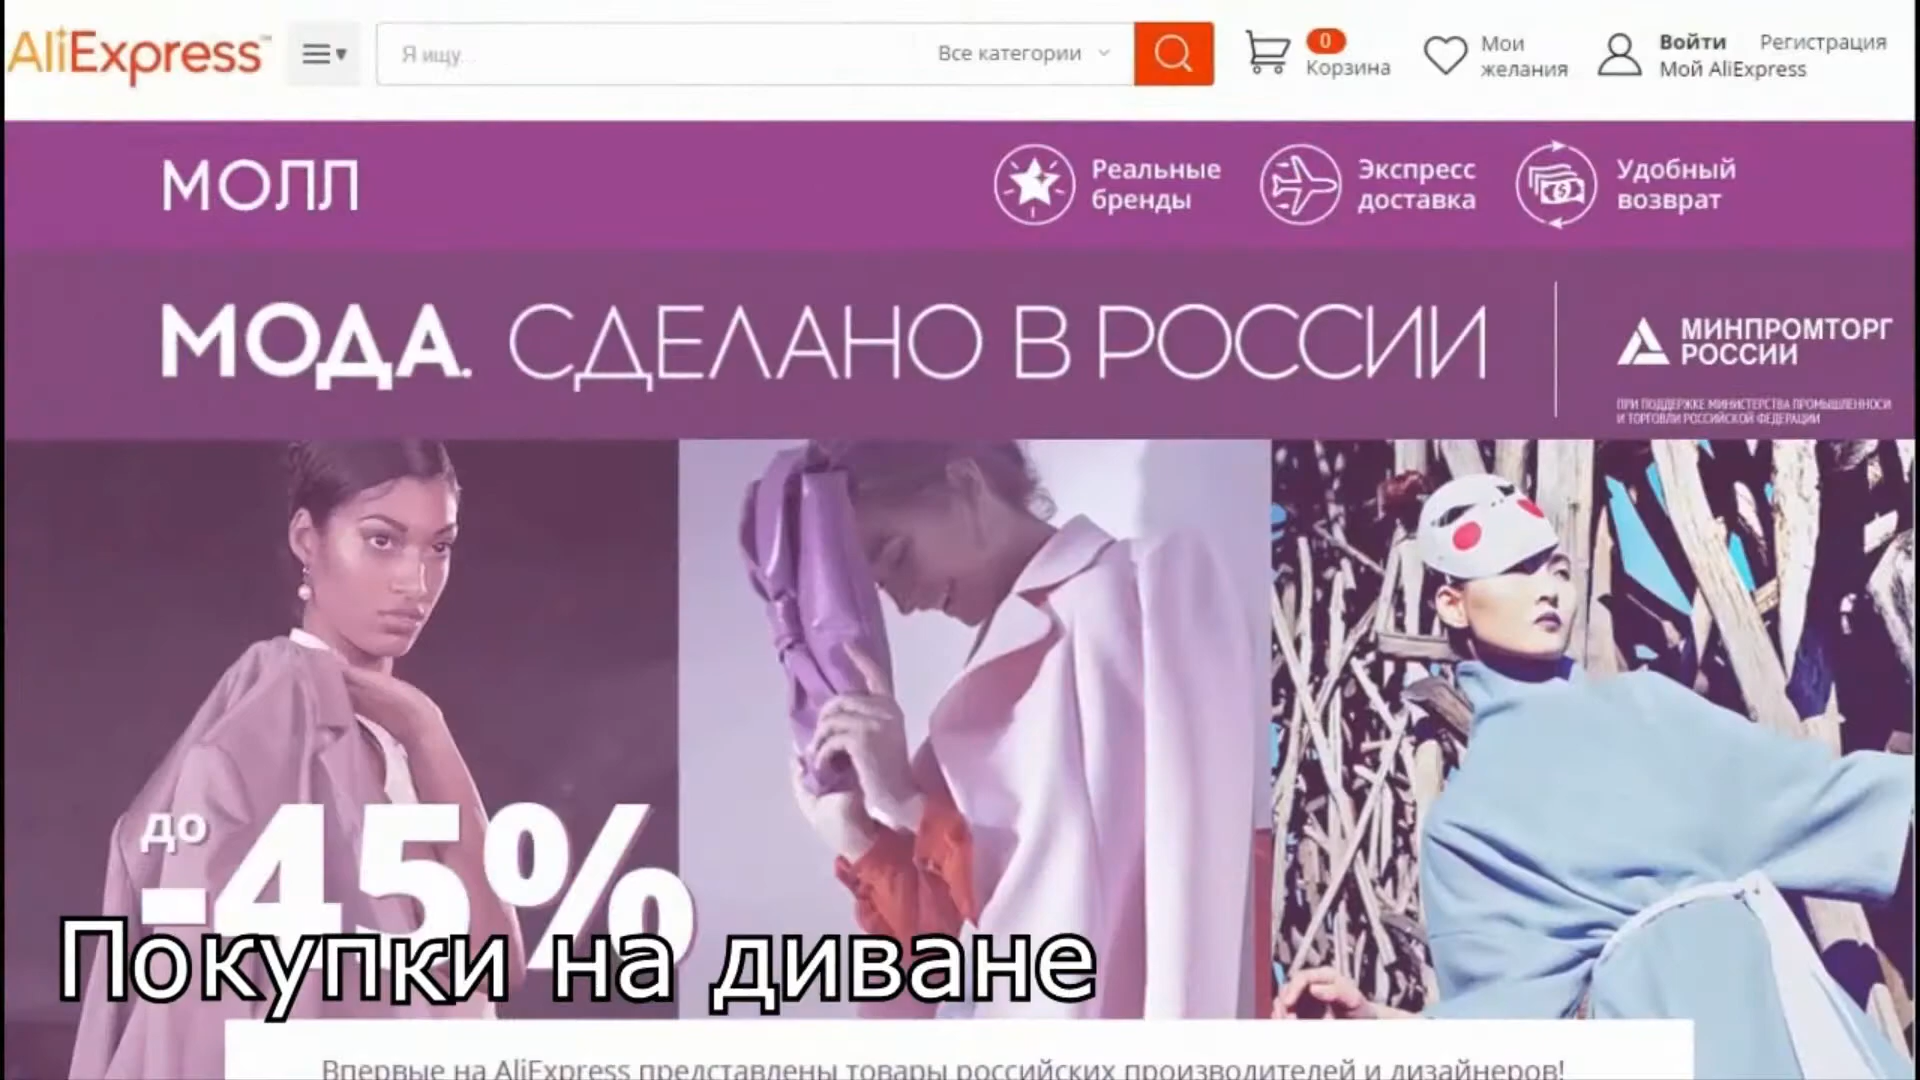 AliExpress
Я ищу...
Все категории
0
Корзина
Мои
желания
Войти Регистрация
Мой AliExpress
МОЛЛ
Реальные
бренды
Экспресс
доставка
Удобный
возврат
МОДА. СДЕЛАНО В РОССИИ
МИНПРОМТОРГ
РОССИИ
ПРИ ПОДДЕРЖКЕ МИНИСТЕРСТВА ПРОМЫШЛЕННОСИ
И ТОРГОВЛИ РОССИЙСКОЙ ФЕДЕРАЦИИ
до
-45%
Покупки на диване
Впервые на AliExpress представлены товары российских производителей и дизайнеров!